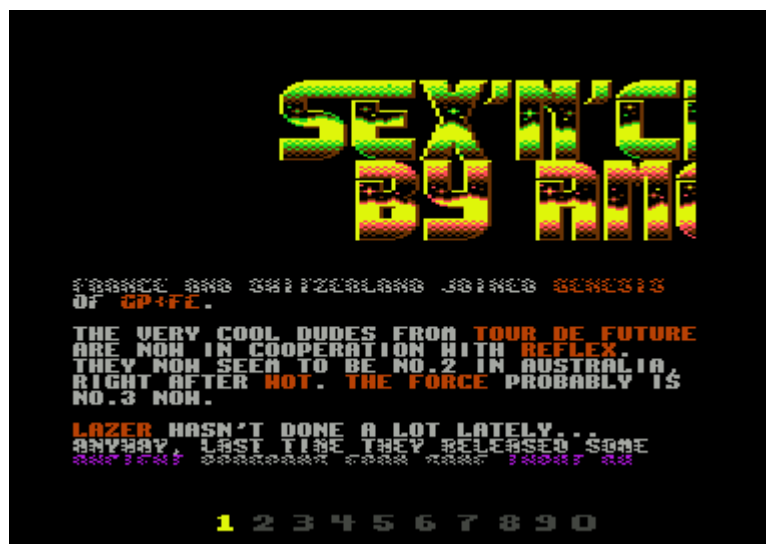 SEX'N'C
BY AM
FRANCE AND SWITZERLAND JOINED GENESIS
OF GP+FE.
THE VERY COOL DUDES FROM TOUR DE FUTURE
ARE NOW IN COOPERATION WITH REFLEX.
THEY NOW SEEM TO BE NO.2 IN AUSTRALIA,
RIGHT AFTER HOT. THE FORCE PROBABLY IS
NO.3 NOW.
LAZER HASN'T DONE A LOT LATELY...
ANYWAY, LAST TIME THEY RELEASED SOME
ANCIENT
1 2 3 4 5 6 7 8 9 0